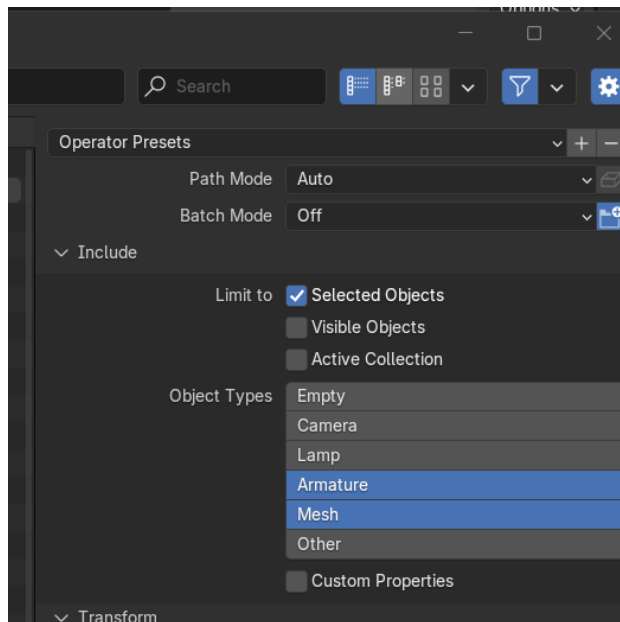 Search
Operator Presets
Path Mode Auto
Batch Mode Off
Include
Limit to Selected Objects
Visible Objects
Active Collection
Object Types Empty
Camera
Lamp
Armature
Mesh
Other
Custom Properties
Transform